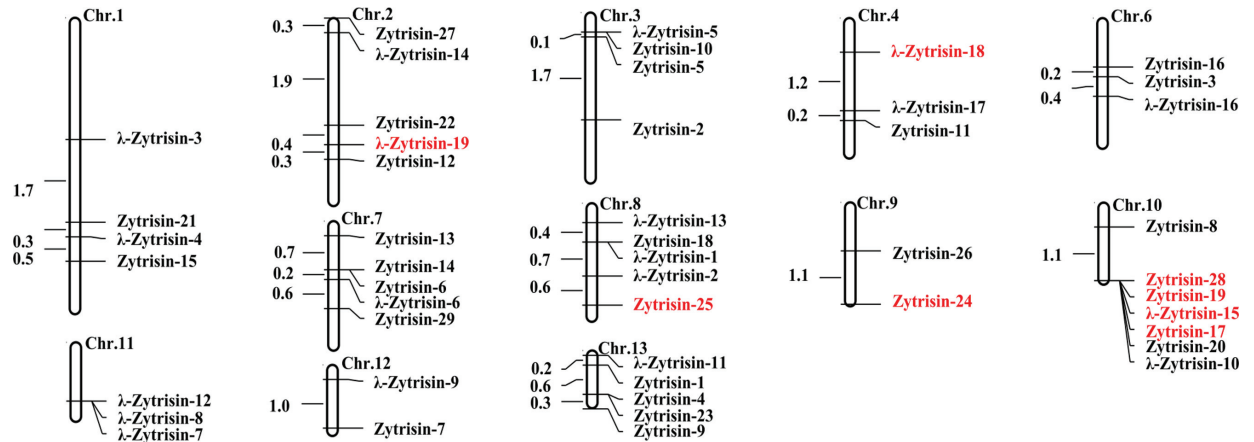 Chr.1
λ-Zytrisin-3
1.7
Zytrisin-21
0.3
λ-Zytrisin-4
0.5
Zytrisin-15
Chr.2
0.3
Zytrisin-27
λ-Zytrisin-14
1.9
Zytrisin-22
0.4
λ-Zytrisin-19
0.3
Zytrisin-12
Chr.3
λ-Zytrisin-5
0.1
Zytrisin-10
Zytrisin-5
1.7
Zytrisin-2
Chr.4
λ-Zytrisin-18
1.2
λ-Zytrisin-17
0.2
Zytrisin-11
Chr.6
Zytrisin-16
0.2
Zytrisin-3
0.4
λ-Zytrisin-16
Chr.7
Zytrisin-13
0.7
Zytrisin-14
0.2
Zytrisin-6
0.6
λ-Zytrisin-6
Zytrisin-29
Chr.8
λ-Zytrisin-13
0.4
Zytrisin-18
0.7
λ-Zytrisin-1
λ-Zytrisin-2
0.6
Zytrisin-25
Chr.9
Zytrisin-26
1.1
Zytrisin-24
Chr.10
Zytrisin-8
1.1
Zytrisin-28
Zytrisin-19
λ-Zytrisin-15
Zytrisin-17
Zytrisin-20
λ-Zytrisin-10
Chr.11
λ-Zytrisin-12
λ-Zytrisin-8
λ-Zytrisin-7
Chr.12
λ-Zytrisin-9
1.0
Zytrisin-7
Chr.13
λ-Zytrisin-11
0.2
Zytrisin-1
0.6
Zytrisin-4
0.3
Zytrisin-23
Zytrisin-9